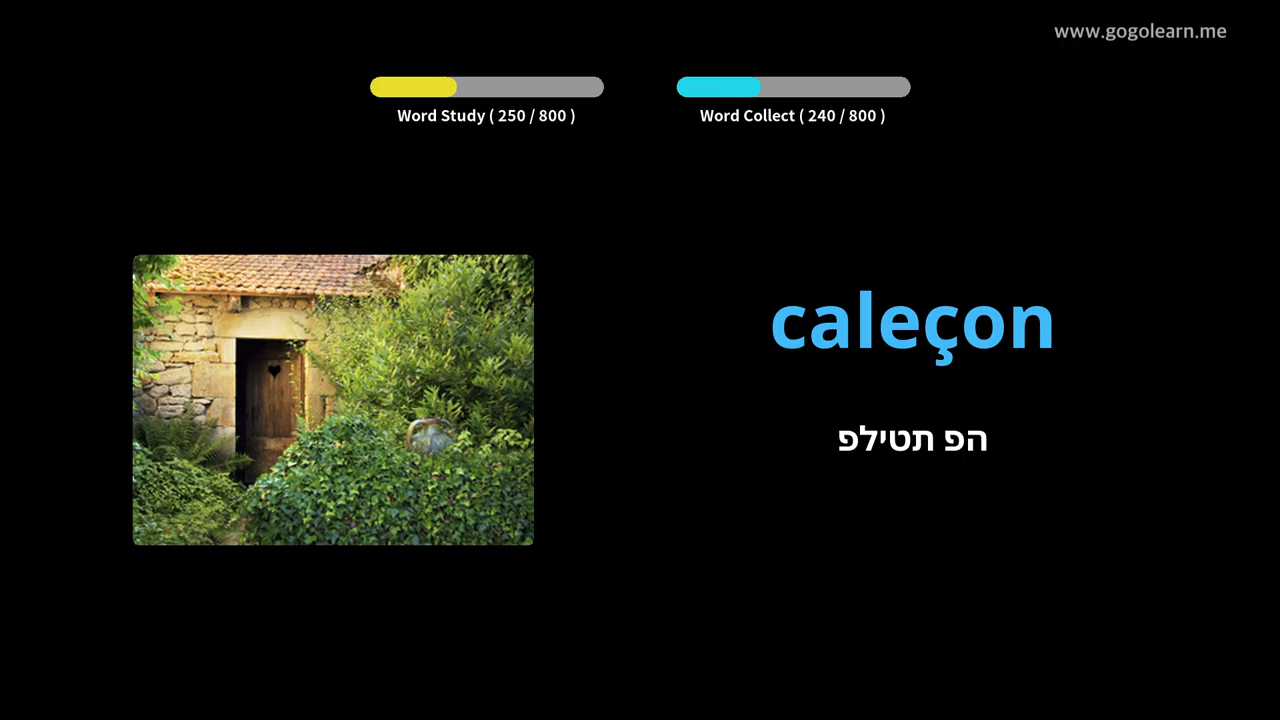 www.gogolearn.me
Word Study ( 250 / 800 )
Word Collect ( 240 / 800 )
caleçon
הפ תטילפ